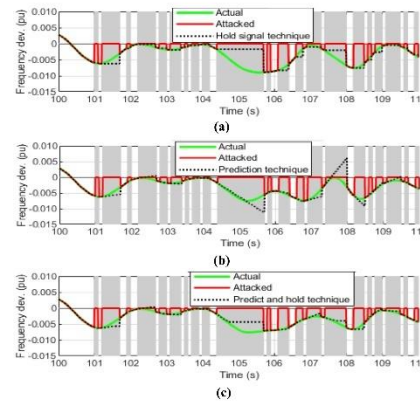 Frequency dev. (pu)
0.010
0.005
0
-0.005
-0.010
-0.015
Actual
Attacked
Hold signal technique
100 101 102 103 104 105 106 107 108 109 11
Time (s)
(a)
Frequency dev. (pu)
0.010
0.005
0
-0.005
-0.010
-0.015
Actual
Attacked
Prediction technique
100 101 102 103 104 105 106 107 108 109 11
Time (s)
(b)
Frequency dev. (pu)
0.010
0.005
0
-0.005
-0.010
-0.015
Actual
Attacked
Predict and hold technique
100 101 102 103 104 105 106 107 108 109 11
Time (s)
(c)